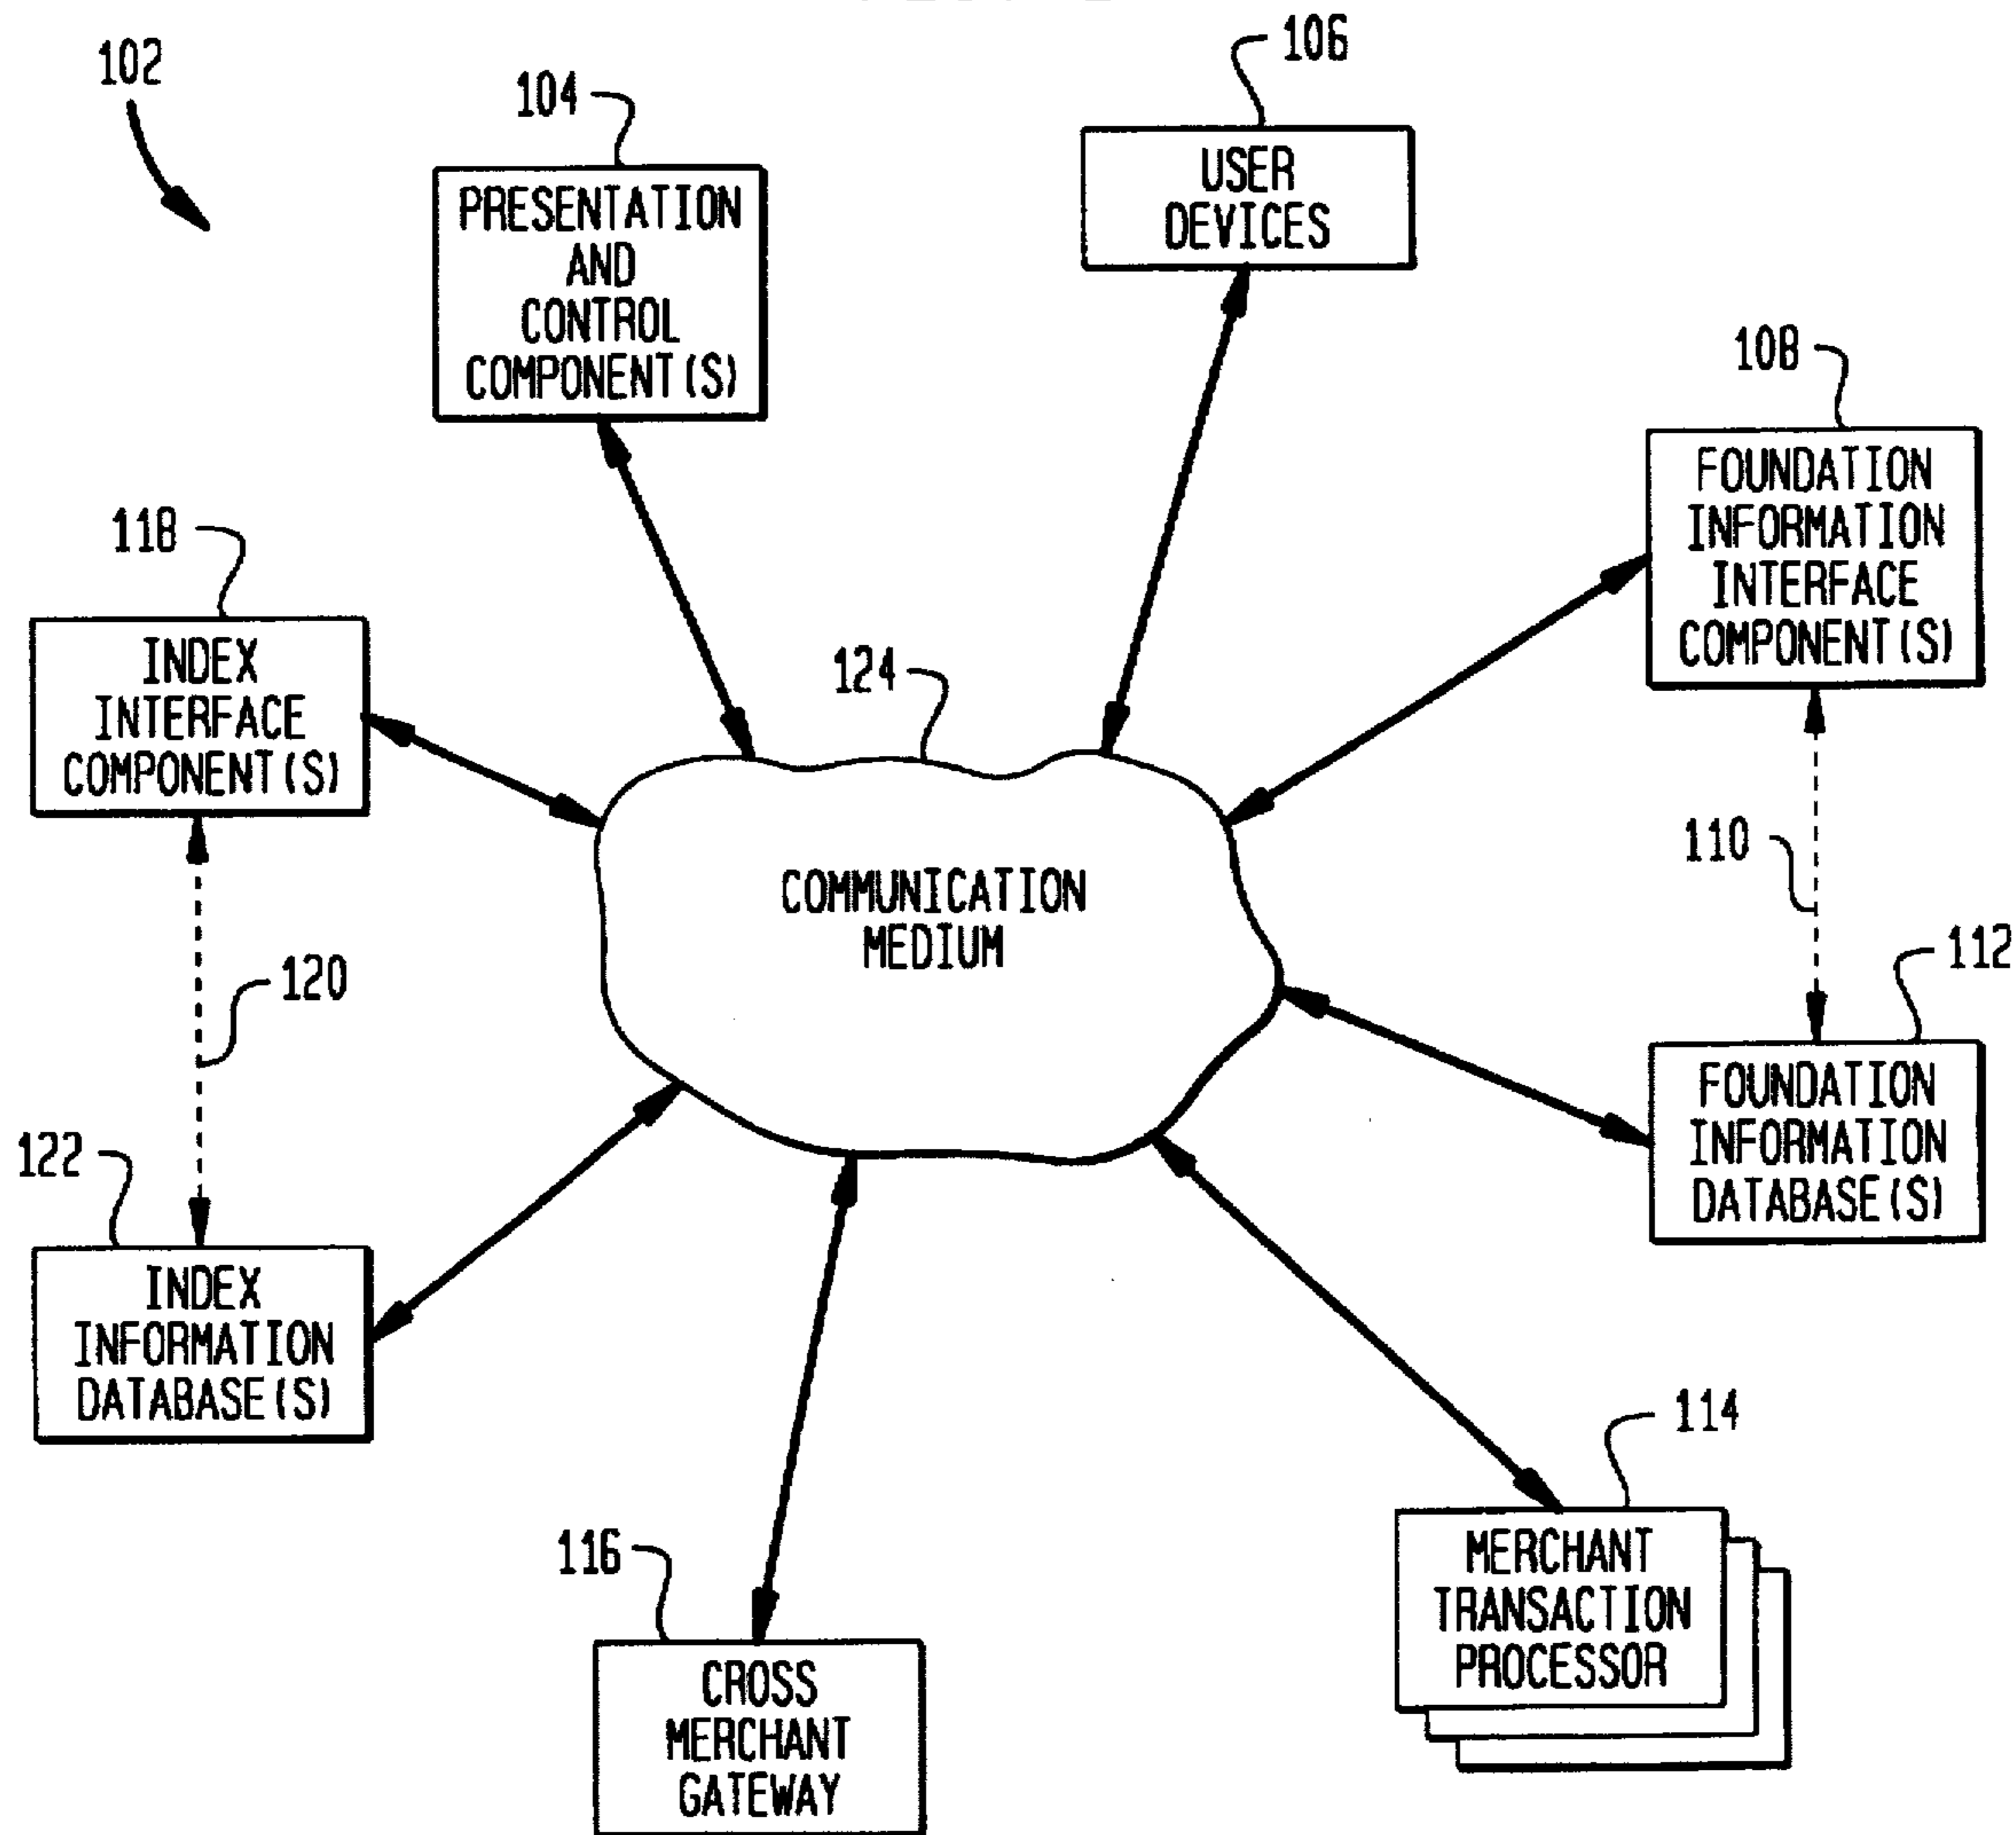 102
104
106
PRESENTATION
AND
CONTROL
COMPONENT(S)
USER
DEVICES
108
FOUNDATION
INFORMATION
INTERFACE
COMPONENT(S)
118
INDEX
INTERFACE
COMPONENT(S)
124
COMMUNICATION
MEDIUM
110
120
112
FOUNDATION
INFORMATION
DATABASE(S)
122
INDEX
INFORMATION
DATABASE(S)
114
MERCHANT
TRANSACTION
PROCESSOR
116
CROSS
MERCHANT
GATEWAY